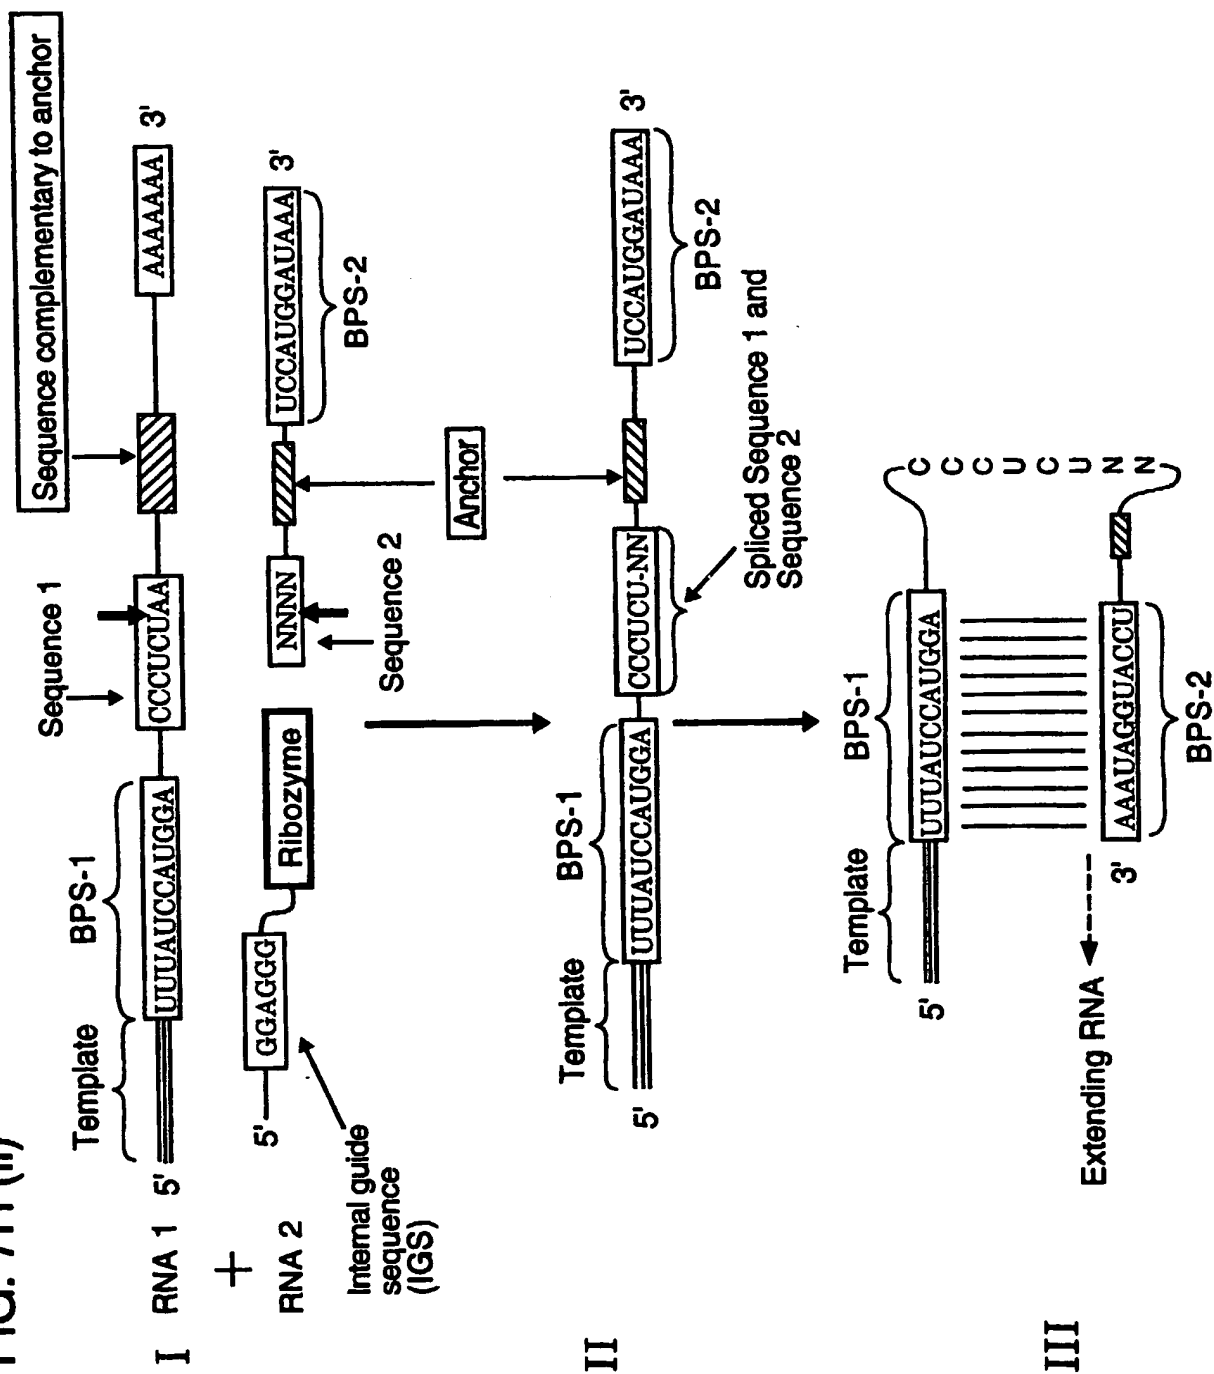 FIG. 7H (ii)
Sequence complementary to anchor
Sequence 1
BPS-1
Template
I
RNA 1
5'
UUUAUCCAUGGA
CCCUCUAA
AAAAAAA
3'
+
RNA 2
5'
GGAGGG
Ribozyme
NNNN
UCCAUGGAUAAA
3'
BPS-2
Internal guide
sequence
(IGS)
Sequence 2
Anchor
II
Template
BPS-1
5'
UUUAUCCAUGGA
CCCUCU-NN
UCCAUGGAUAAA
3'
BPS-2
Spliced Sequence 1 and
Sequence 2
III
Template
BPS-1
5'
UUUAUCCAUGGA
C
C
C
U
C
U
N
N
Extending RNA
3'
AAAUAGGUACCU
BPS-2